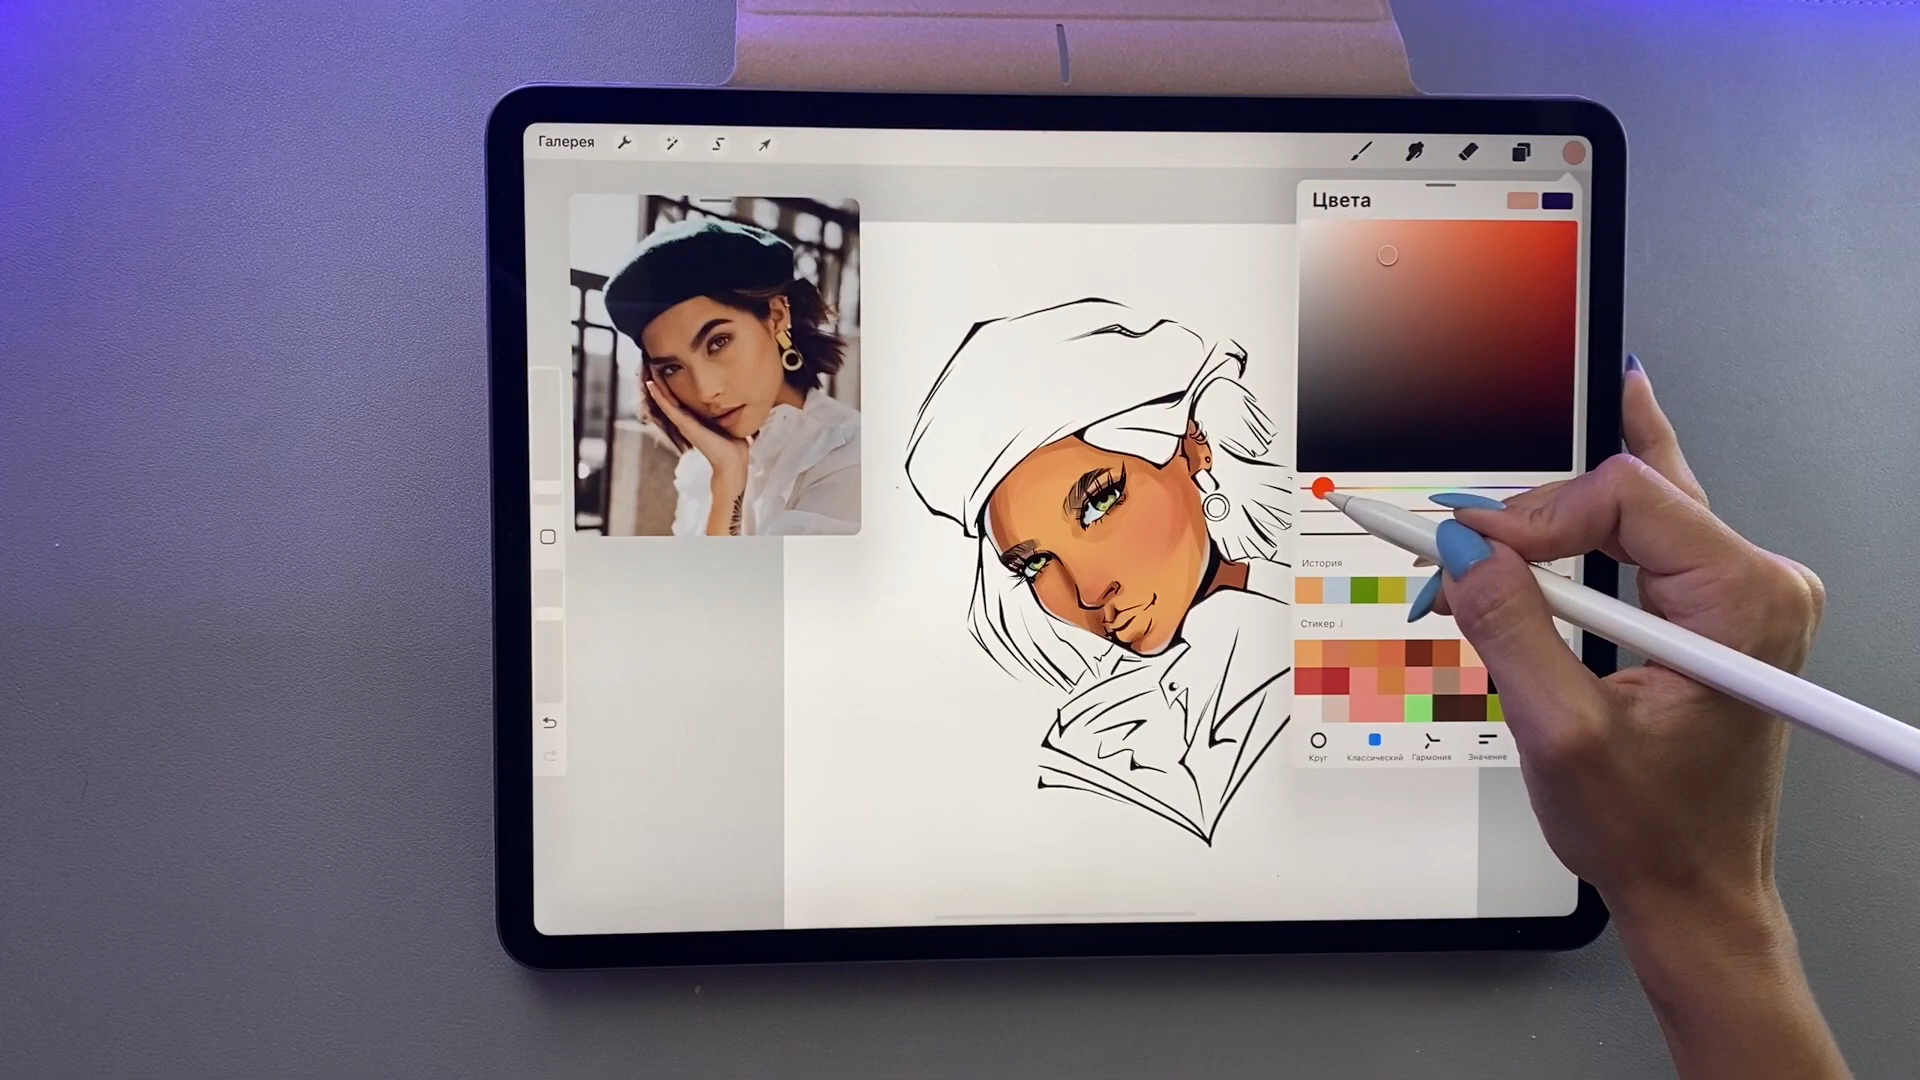 Галерея
Цвета
История
Стикер .i
Круг
Классический
Гармония
Значение